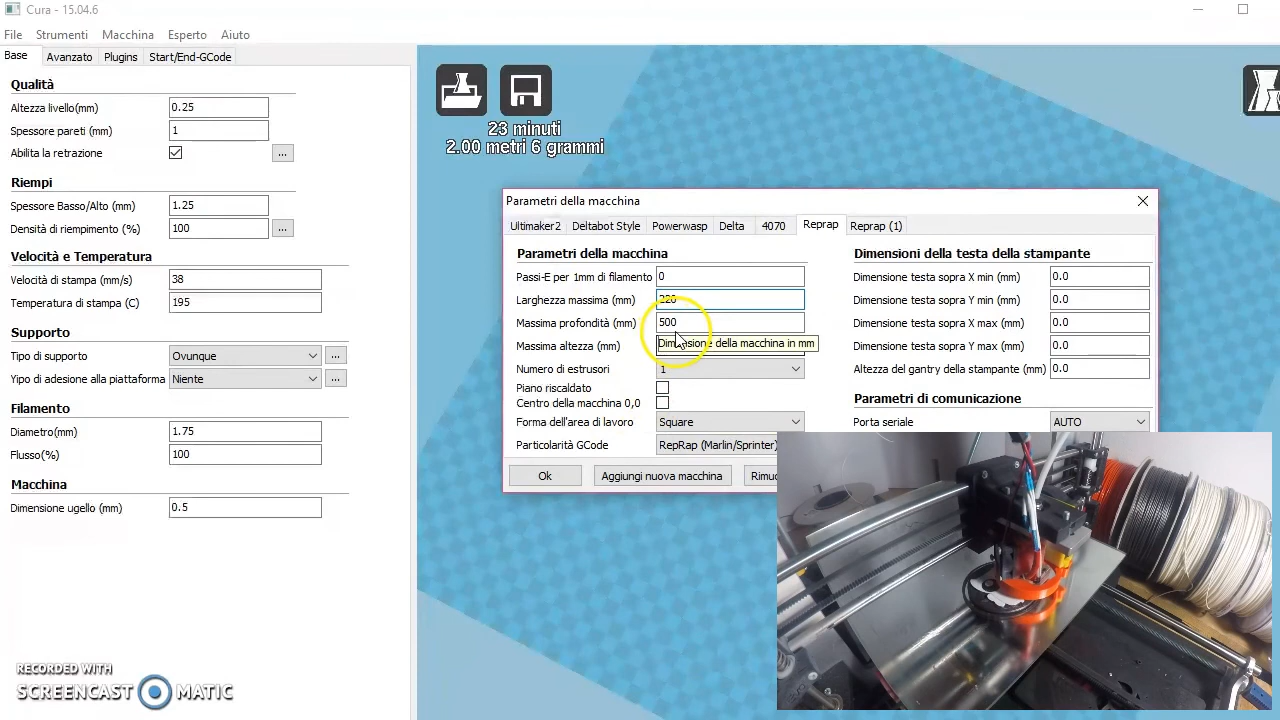 Cura - 15.04.6
File Strumenti Macchina Esperto Aiuto
Base Avanzato Plugins Start/End-GCode
Qualità
Altezza livello(mm) 0.25
Spessore pareti (mm) 1
Abilita la retrazione ...
Riempi
Spessore Basso/Alto (mm) 1.25
Densità di riempimento (%) 100 ...
Velocità e Temperatura
Velocità di stampa (mm/s) 38
Temperatura di stampa (C) 195
Supporto
Tipo di supporto Ovunque ...
Yipo di adesione alla piattaforma Niente ...
Filamento
Diametro(mm) 1.75
Flusso(%) 100
Macchina
Dimensione ugello (mm) 0.5
RECORDED WITH
SCREENCAST MATIC
23 minuti
2.00 metri 6 grammi
Parametri della macchina
Ultimaker2 Deltabot Style Powerwasp Delta 4070 Reprap Reprap (1)
Parametri della macchina
Passi-E per 1mm di filamento 0
Larghezza massima (mm) 220
Massima profondità (mm) 500
Massima altezza (mm)
Dimensione della macchina in mm
Numero di estrusori 1
Piano riscaldato
Centro della macchina 0,0
Forma dell'area di lavoro Square
Particolarità GCode RepRap (Marlin/Sprinter)
Dimensioni della testa della stampante
Dimensione testa sopra X min (mm) 0.0
Dimensione testa sopra Y min (mm) 0.0
Dimensione testa sopra X max (mm) 0.0
Dimensione testa sopra Y max (mm) 0.0
Altezza del gantry della stampante (mm) 0.0
Parametri di comunicazione
Porta seriale AUTO
Ok Aggiungi nuova macchina Rimuo